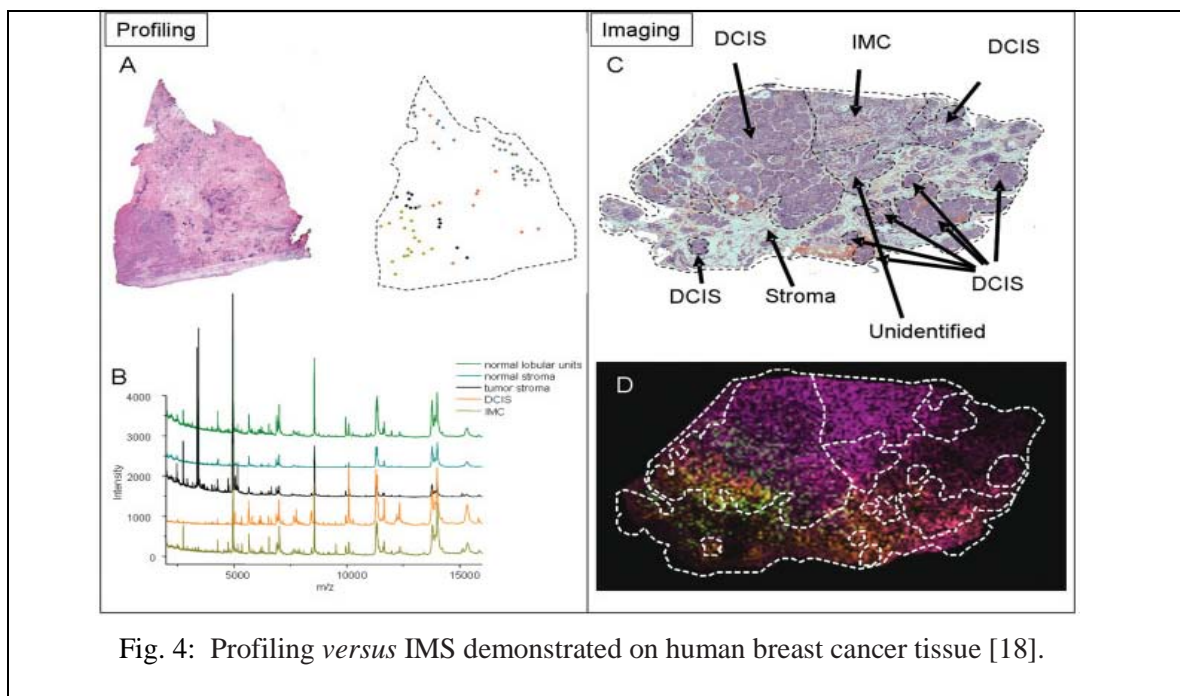 Profiling
A
B
normal lobular units
normal stroma
tumor stroma
DCIS
IMC
4000
3000
2000
1000
0
Intensity
5000
10000
15000
m/z
Imaging
C
DCIS
IMC
DCIS
DCIS
Stroma
DCIS
Unidentified
D
Fig. 4: Profiling versus IMS demonstrated on human breast cancer tissue [18].